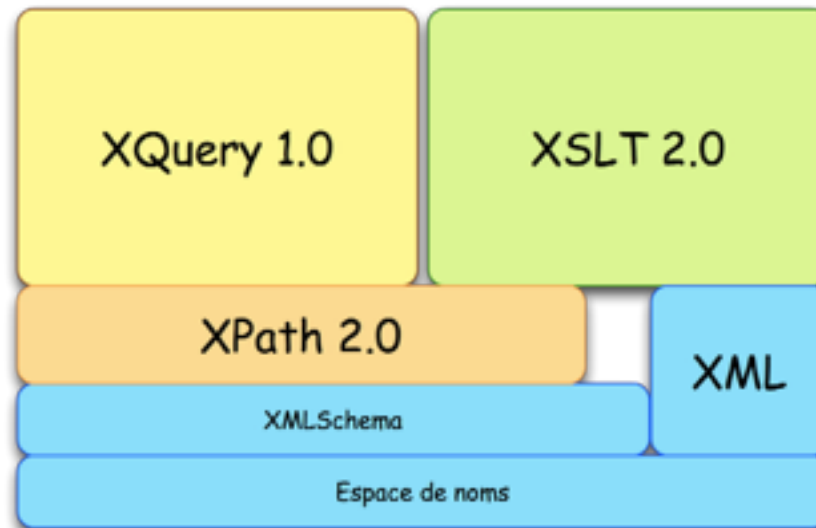 XQuery 1.0
XSLT 2.0
XPath 2.0
XML
XMLSchema
Espace de noms